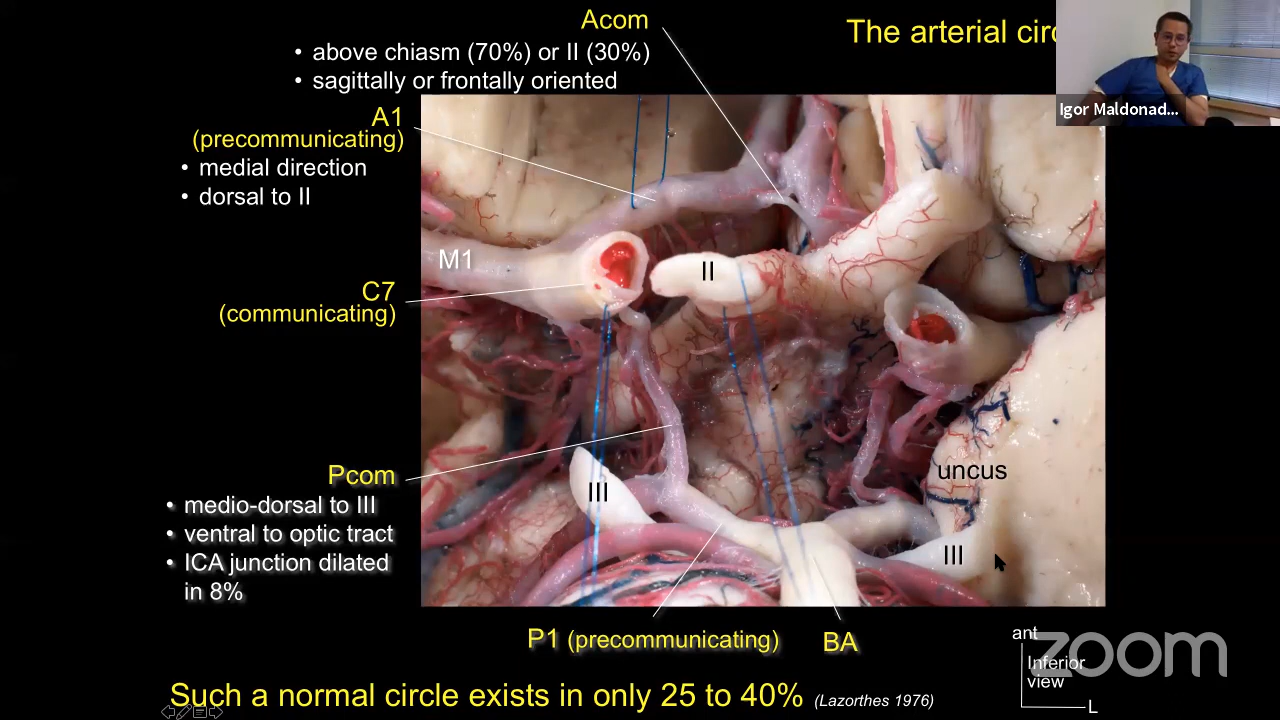 Acom
The arterial
• above chiasm (70%) or II (30%)
• sagittally or frontally oriented
Igor Maldonad...
A1
(precommunicating)
• medial direction
• dorsal to II
M1
II
C7
(communicating)
Pcom
• medio-dorsal to III
• ventral to optic tract
• ICA junction dilated
in 8%
III
uncus
III
P1 (precommunicating)
BA
ant
Inferior
view
L
zoom
Such a normal circle exists in only 25 to 40% (Lazorthes 1976)